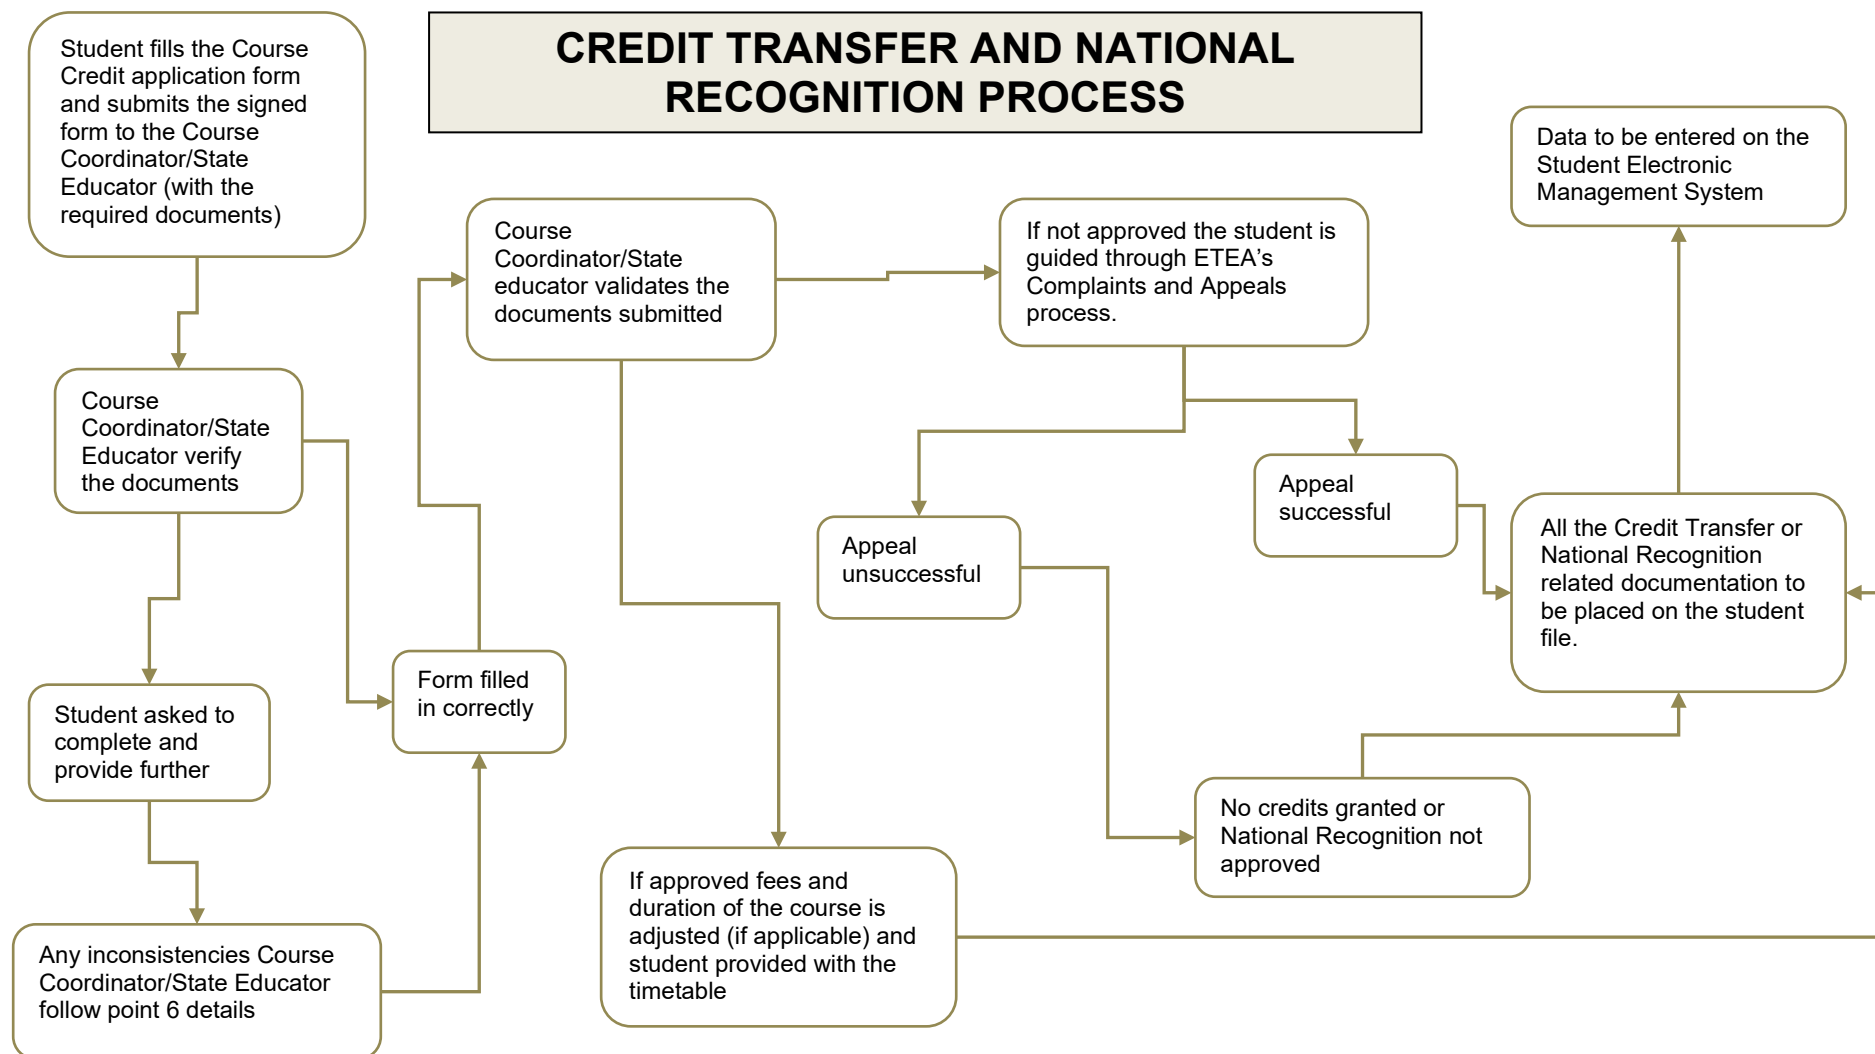 CREDIT TRANSFER AND NATIONAL
RECOGNITION PROCESS
Student fills the Course
Credit application form
and submits the signed
form to the Course
Coordinator/State
Educator (with the
required documents)
Course
Coordinator/State
Educator verify
the documents
Student asked to
complete and
provide further
Any inconsistencies Course
Coordinator/State Educator
follow point 6 details
Form filled
in correctly
Course
Coordinator/State
educator validates the
documents submitted
If not approved the student is
guided through ETEA’s
Complaints and Appeals
process.
Appeal
unsuccessful
Appeal
successful
No credits granted or
National Recognition not
approved
If approved fees and
duration of the course is
adjusted (if applicable) and
student provided with the
timetable
All the Credit Transfer or
National Recognition
related documentation to
be placed on the student
file.
Data to be entered on the
Student Electronic
Management System